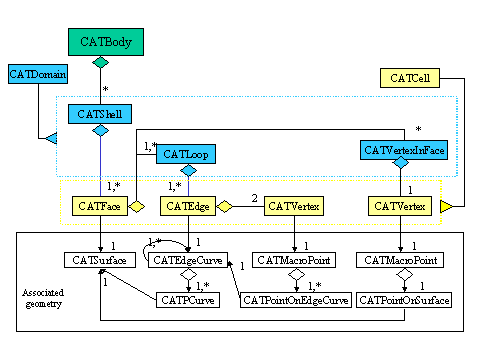 CATBody
CATDomain
CATCell
*
CATShell
1,*
*
CATLoop
CATVertexInFace
1,*
1,*
1
CATFace
CATEdge
2
CATVertex
CATVertex
1
1,*
1
1
1
CATSurface
CATEdgeCurve
CATMacroPoint
CATMacroPoint
1
1
1,*
1,*
1
Associated
geometry
CATPCurve
CATPointOnEdgeCurve
CATPointOnSurface